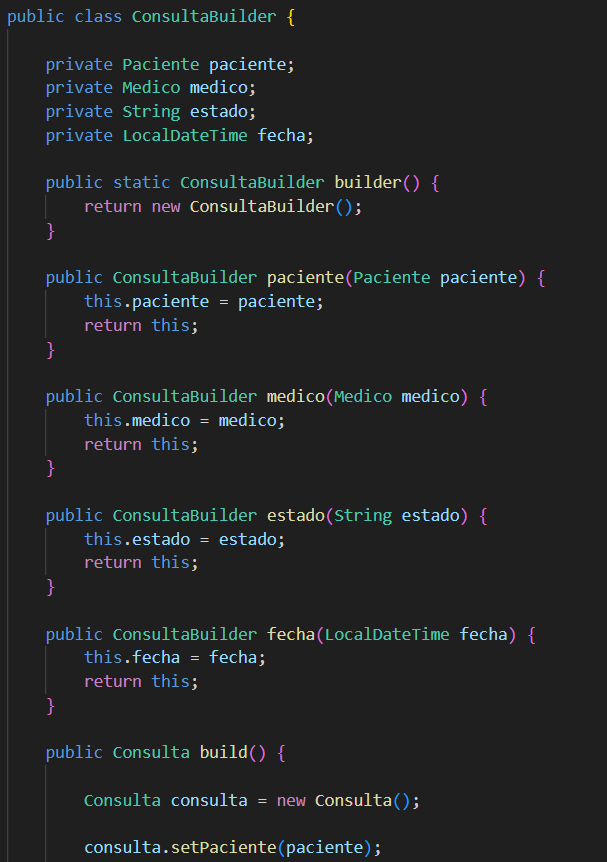 public class ConsultaBuilder {
private Paciente paciente;
private Medico medico;
private String estado;
private LocalDateTime fecha;
public static ConsultaBuilder builder() {
return new ConsultaBuilder();
}
public ConsultaBuilder paciente(Paciente paciente) {
this.paciente = paciente;
return this;
}
public ConsultaBuilder medico(Medico medico) {
this.medico = medico;
return this;
}
public ConsultaBuilder estado(String estado) {
this.estado = estado;
return this;
}
public ConsultaBuilder fecha(LocalDateTime fecha) {
this.fecha = fecha;
return this;
}
public Consulta build() {
Consulta consulta = new Consulta();
consulta.setPaciente(paciente);